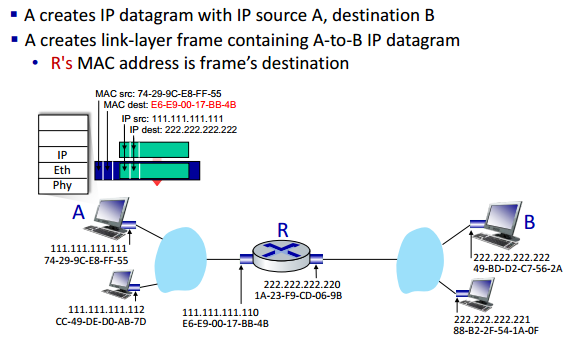 ▪ A creates IP datagram with IP source A, destination B
▪ A creates link-layer frame containing A-to-B IP datagram
• R's MAC address is frame's destination
MAC src: 74-29-9C-E8-FF-55
MAC dest: E6-E9-00-17-BB-4B
IP src: 111.111.111.111
IP dest: 222.222.222.222
IP
Eth
Phy
A
R
B
111.111.111.111
74-29-9C-E8-FF-55
222.222.222.222
49-BD-D2-C7-56-2A
222.222.222.220
1A-23-F9-CD-06-9B
111.111.111.112
CC-49-DE-D0-AB-7D
111.111.111.110
E6-E9-00-17-BB-4B
222.222.222.221
88-B2-2F-54-1A-0F